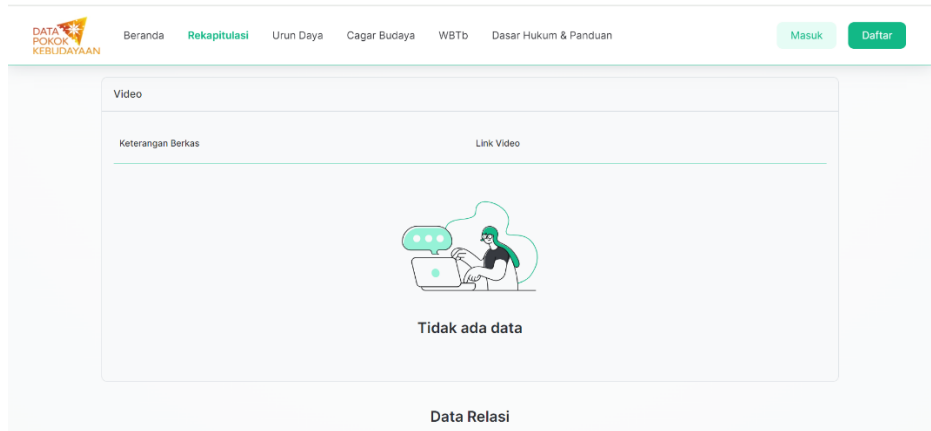 DATA
POKOK
KEBUDAYAAN
Beranda Rekapitulasi Urun Daya Cagar Budaya WBTb Dasar Hukum & Panduan Masuk Daftar
Video
Keterangan Berkas Link Video
Tidak ada data
Data Relasi